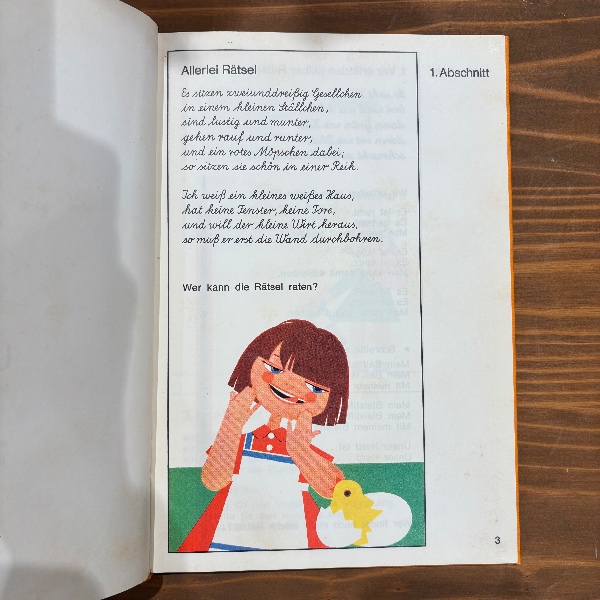 Allerlei Rätsel
1. Abschnitt
Es sitzen zweiunddreißig Gesellchen
in einem kleinen Ställchen,
sind lustig und munter,
gehen rauf und runter,
und ein rotes Möpschen dabei;
so sitzen sie schön in einer Reih.
Ich weiß ein kleines weißes Haus,
hat keine Fenster, keine Tore,
und will der kleine Wirt heraus,
so muß er erst die Wand durchbohren.
Wer kann die Rätsel raten?
3